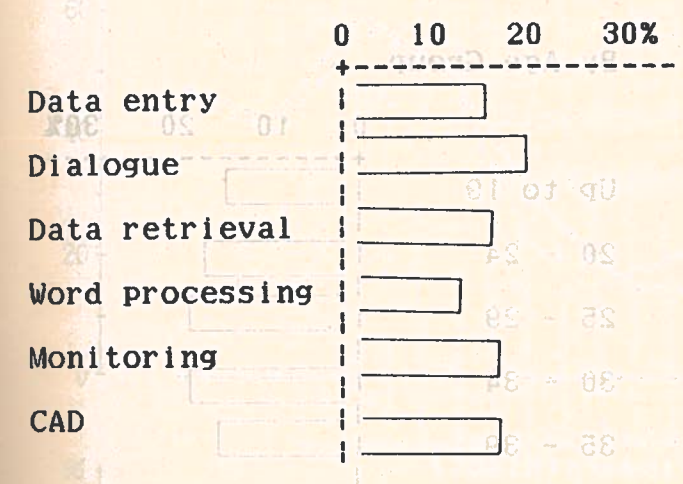 0 10 20 30%
Data entry
Dialogue
Data retrieval
Word processing
Monitoring
CAD